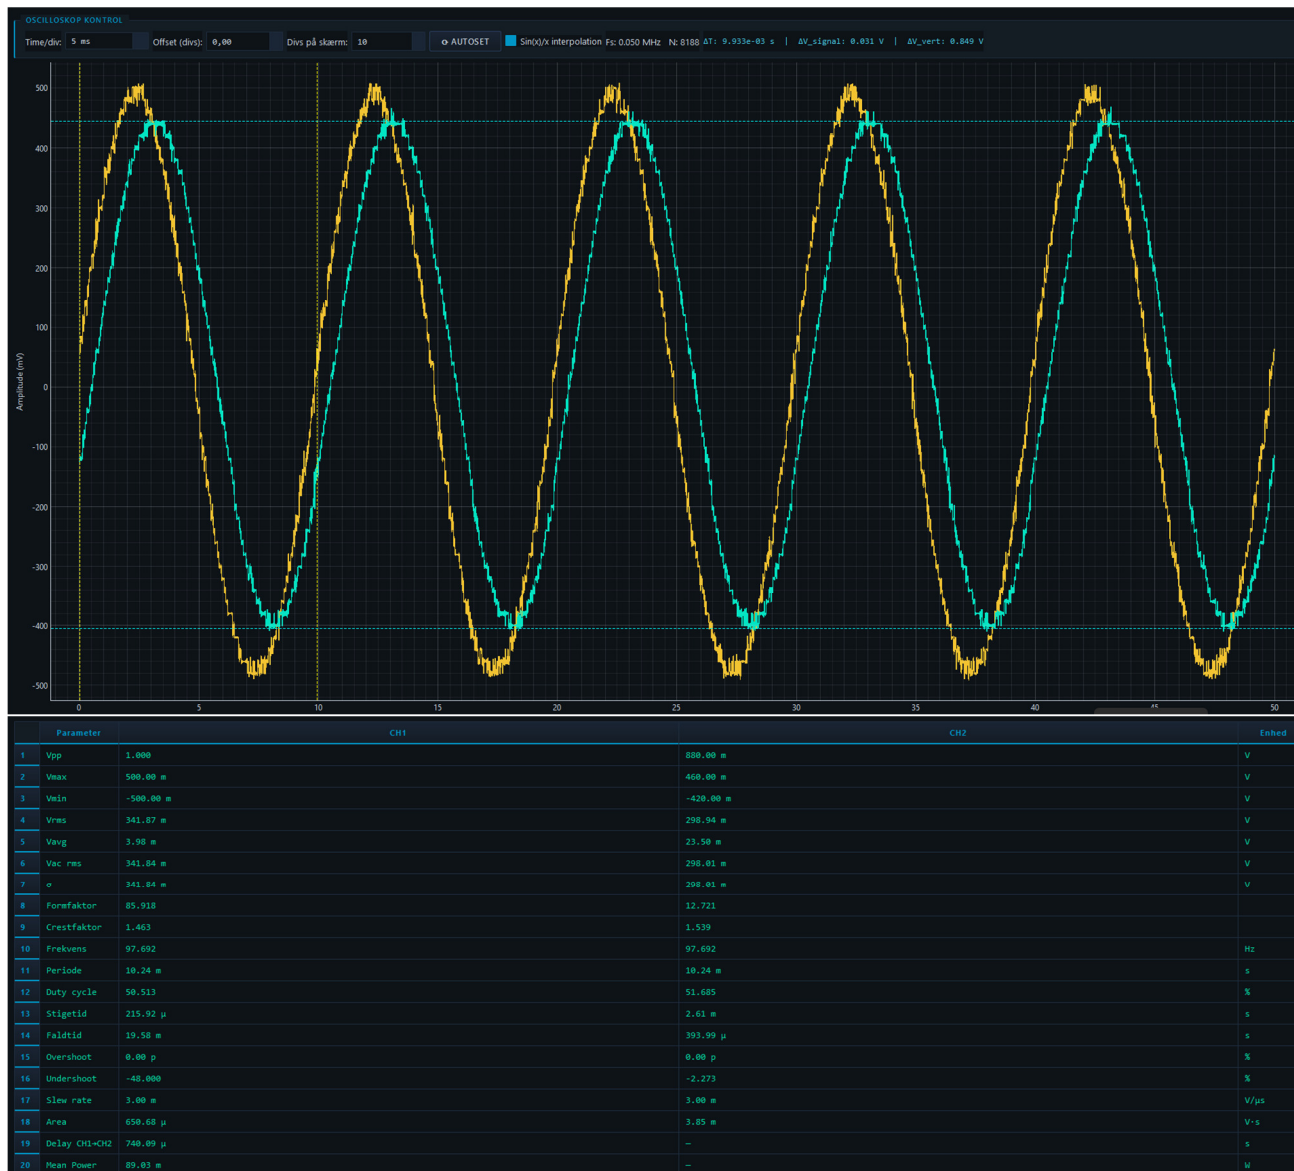 OSCILLOSKOP KONTROL
Time/div: 5 ms Offset (divs): 0,00 Divs på skærm: 10 AUTOSET Sin(x)/x interpolation Fs: 0.050 MHz N: 8188 ΔT: 9.933e-03 s | ΔV_signal: 0.031 V | ΔV_vert: 0.849 V
500
400
300
200
100
0
-100
-200
-300
-400
-500
Amplitude (mV)
0 5 10 15 20 25 30 35 40 45 50
Parameter CH1 CH2 Enhed
1 Vpp 1.000 880.00 m V
2 Vmax 500.00 m 460.00 m V
3 Vmin -500.00 m -420.00 m V
4 Vrms 341.87 m 298.94 m V
5 Vavg 3.98 m 23.50 m V
6 Vac rms 341.84 m 298.01 m V
7 σ 341.84 m 298.01 m V
8 Formfaktor 85.918 12.721
9 Crestfaktor 1.463 1.539
10 Frekvens 97.692 97.692 Hz
11 Periode 10.24 m 10.24 m s
12 Duty cycle 50.513 51.685 %
13 Stigetid 215.92 µ 2.61 m s
14 Faldtid 19.58 m 393.99 µ s
15 Overshoot 0.00 p 0.00 p %
16 Undershoot -48.000 -2.273 %
17 Slew rate 3.00 m 3.00 m V/µs
18 Area 650.68 µ 3.85 m V·s
19 Delay CH1→CH2 740.09 µ — s
20 Mean Power 89.03 m — W